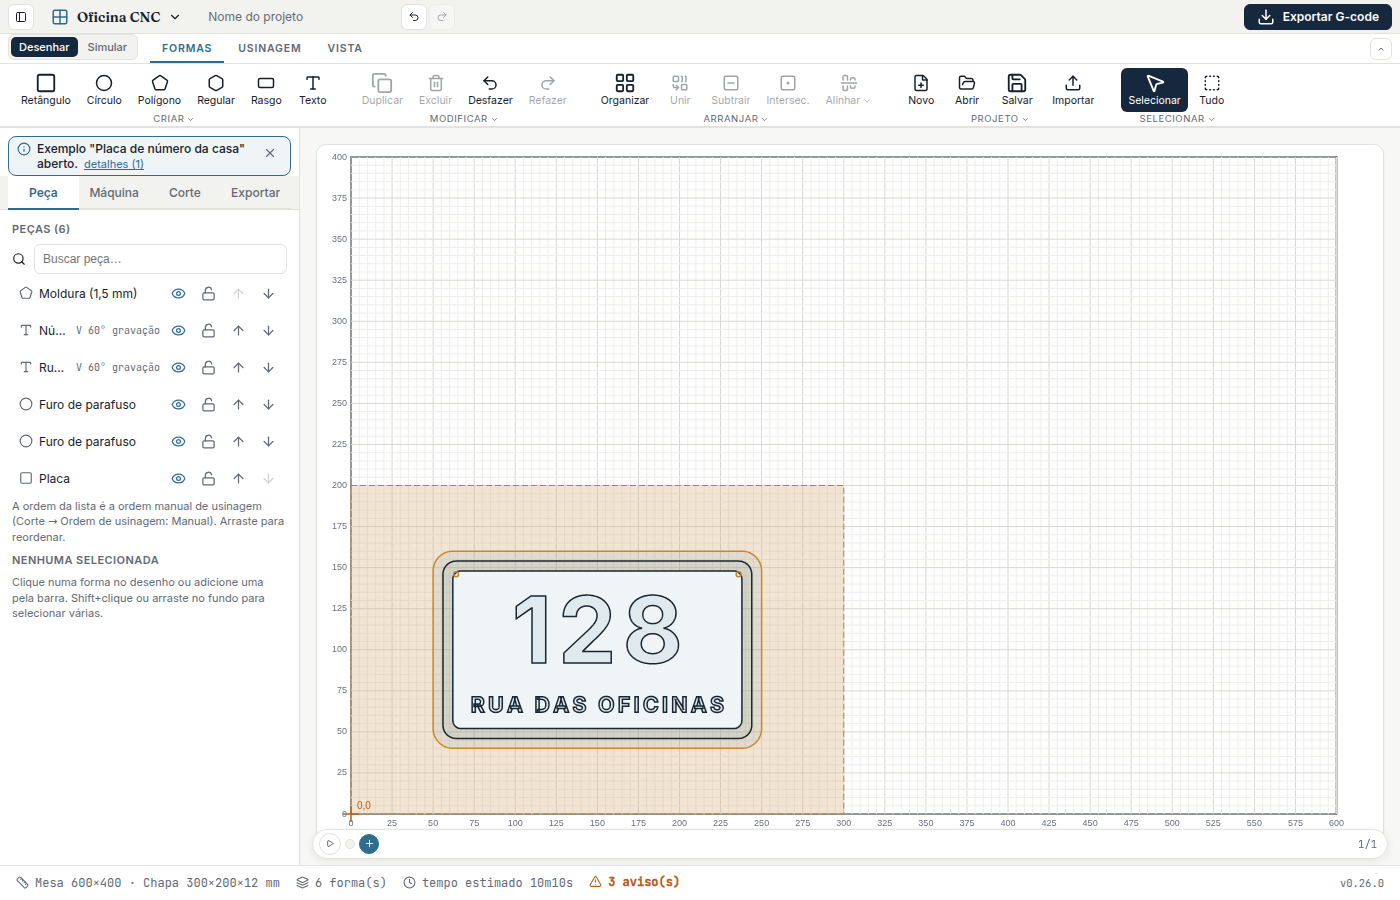 Oficina CNC
Nome do projeto
Exportar G-code
Desenhar
Simular
FORMAS
USINAGEM
VISTA
Retângulo
Círculo
Polígono
Regular
Rasgo
Texto
Duplicar
Excluir
Desfazer
Refazer
Organizar
Unir
Subtrair
Intersec.
Alinhar
Novo
Abrir
Salvar
Importar
Selecionar
Tudo
CRIAR
MODIFICAR
ARRANJAR
PROJETO
SELECIONAR
Exemplo "Placa de número da casa"
aberto. detalhes (1)
Peça
Máquina
Corte
Exportar
PEÇAS (6)
Buscar peça…
Moldura (1,5 mm)
Nú… V 60° gravação
Ru… V 60° gravação
Furo de parafuso
Furo de parafuso
Placa
A ordem da lista é a ordem manual de usinagem
(Corte → Ordem de usinagem: Manual). Arraste para
reordenar.
NENHUMA SELECIONADA
Clique numa forma no desenho ou adicione uma
pela barra. Shift+clique ou arraste no fundo para
selecionar várias.
400
375
350
325
300
275
250
225
200
175
150
125
100
75
50
25
0
128
RUA DAS OFICINAS
0,0
0 25 50 75 100 125 150 175 200 225 250 275 300 325 350 375 400 425 450 475 500 525 550 575 600
1/1
Mesa 600×400 · Chapa 300×200×12 mm
6 forma(s)
tempo estimado 10m10s
3 aviso(s)
v0.26.0